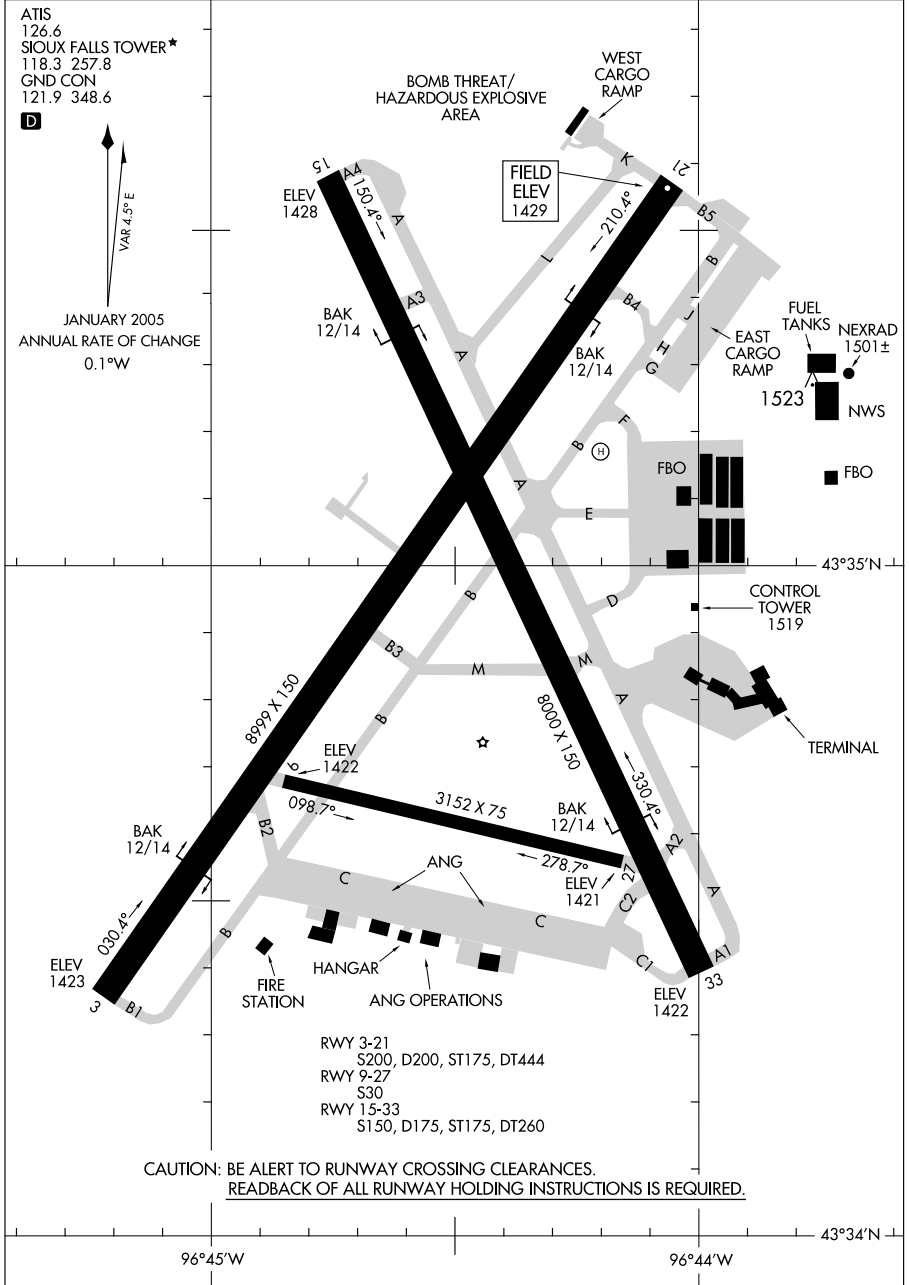 ATIS
126.6
SIOUX FALLS TOWER★
118.3 257.8
GND CON
121.9 348.6
D
VAR 4.5° E
JANUARY 2005
ANNUAL RATE OF CHANGE
0.1°W
BOMB THREAT/
HAZARDOUS EXPLOSIVE
AREA
WEST
CARGO
RAMP
K
21
FIELD
ELEV
1429
15
A4
ELEV
1428
150.4°
A
210.4°
B5
B
L
A3
BAK
12/14
A
B4
J
H
G
BAK
12/14
EAST
CARGO
RAMP
FUEL
TANKS
NEXRAD
1501±
1523
NWS
F
B
H
FBO
FBO
A
E
43°35'N
B
D
CONTROL
TOWER
1519
B3
M
M
A
8999 X 150
B
8000 X 150
TERMINAL
9
ELEV
1422
098.7°
3152 X 75
330.4°
BAK
12/14
278.7°
27
ELEV
1421
A2
BAK
12/14
B2
ANG
C
C
C2
A
030.4°
B
C1
A1
33
ELEV
1423
3
B1
FIRE
STATION
HANGAR
ANG OPERATIONS
ELEV
1422
RWY 3-21
S200, D200, ST175, DT444
RWY 9-27
S30
RWY 15-33
S150, D175, ST175, DT260
CAUTION: BE ALERT TO RUNWAY CROSSING CLEARANCES.
READBACK OF ALL RUNWAY HOLDING INSTRUCTIONS IS REQUIRED.
43°34'N
96°45'W
96°44'W